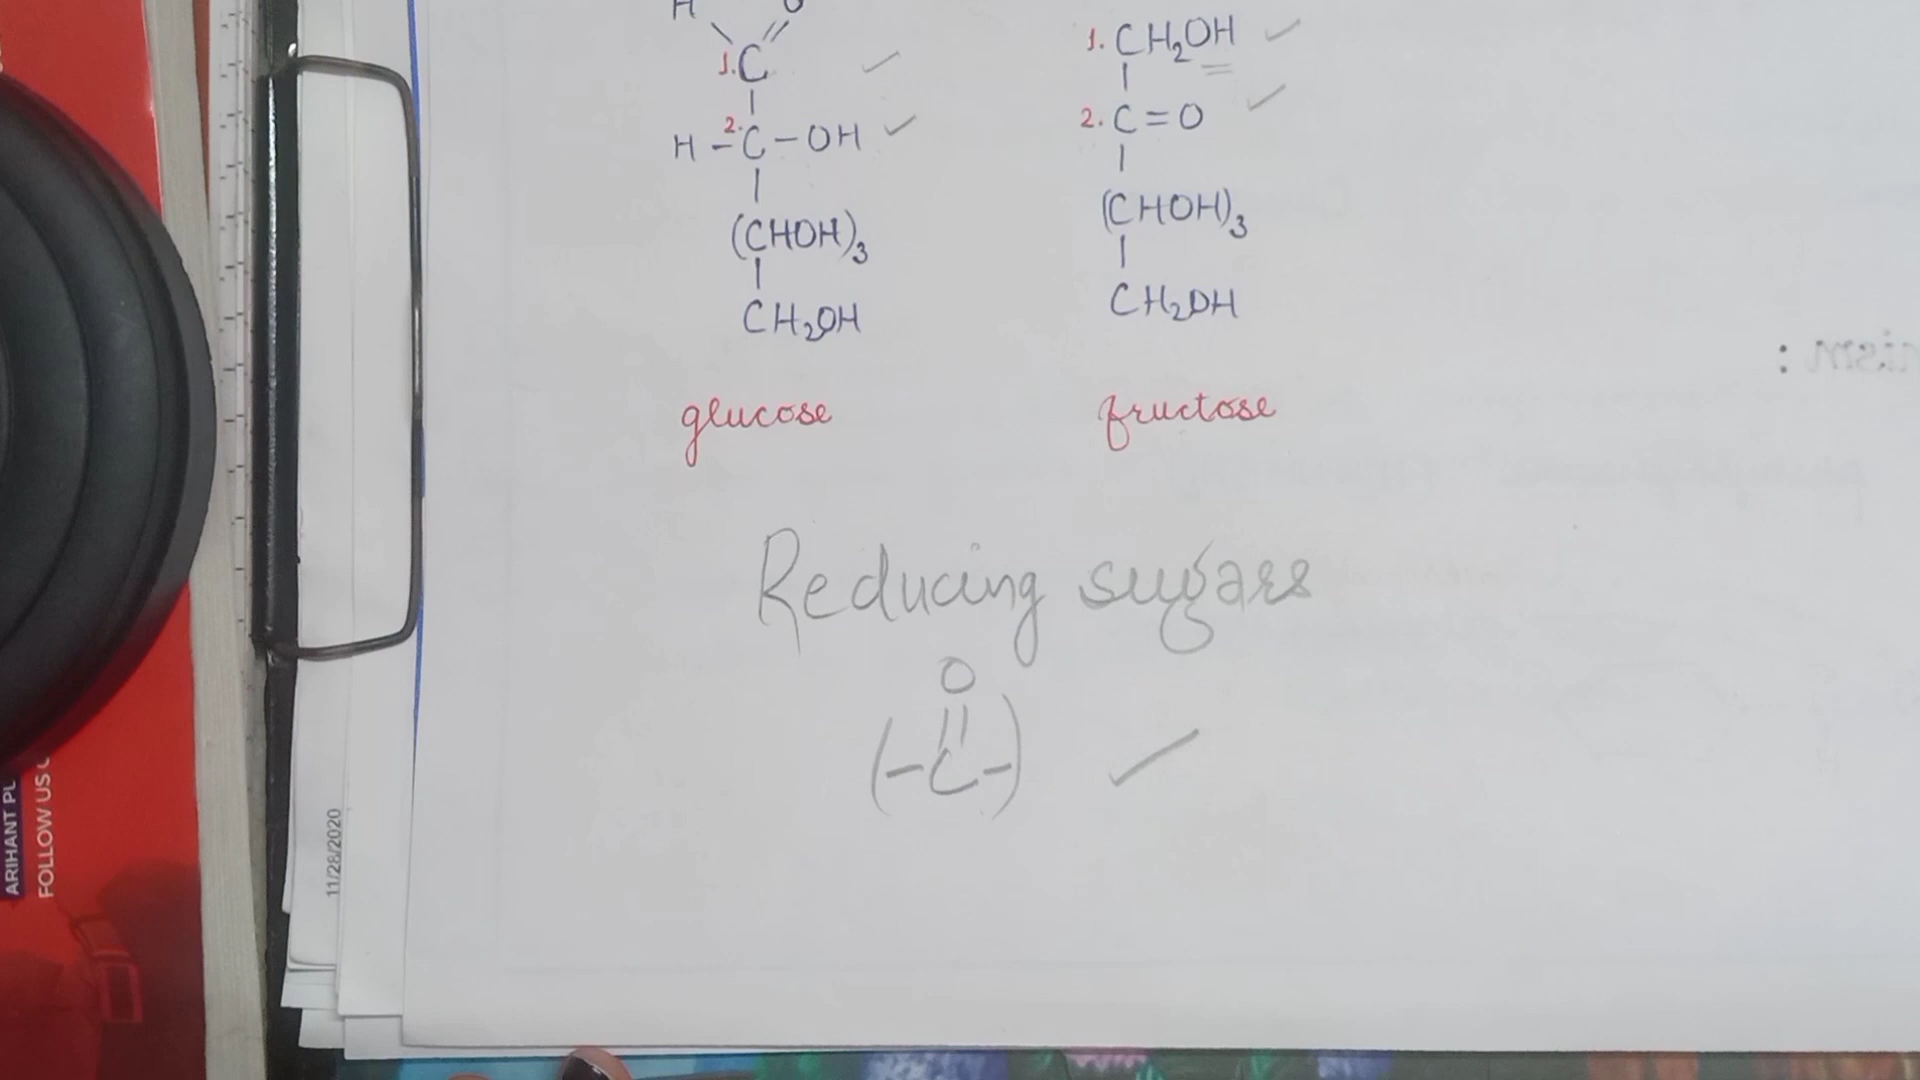 H O
1. C
2.
H - C - OH
(CHOH)3
CH2OH
glucose
1. CH2OH
2. C = O
(CHOH)3
CH2OH
fructose
Reducing sugars
O
(-C-)
11/28/2020
ARIHANT
FOLLOW US